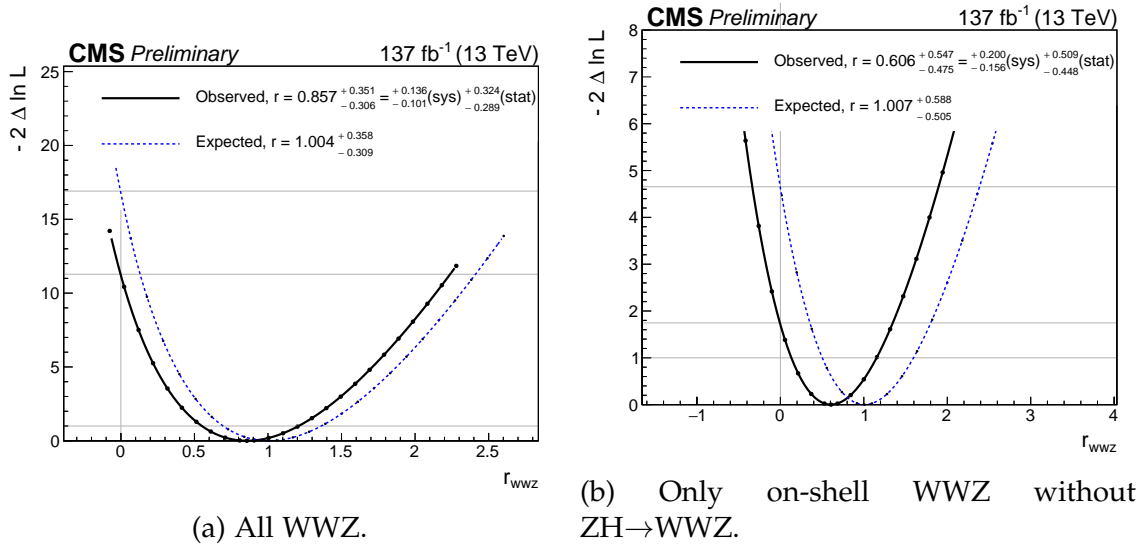 CMS Preliminary 137 fb⁻¹ (13 TeV)
- 2 Δ ln L
25
20
15
10
5
0
Observed, r = 0.857 +0.351 −0.306 = +0.136 −0.101 (sys) +0.324 −0.289 (stat)
Expected, r = 1.004 +0.358 −0.309
0 0.5 1 1.5 2 2.5
r_wwz
(a) All WWZ.
CMS Preliminary 137 fb⁻¹ (13 TeV)
- 2 Δ ln L
8
7
6
5
4
3
2
1
0
Observed, r = 0.606 +0.547 −0.475 = +0.200 −0.156 (sys) +0.509 −0.448 (stat)
Expected, r = 1.007 +0.588 −0.505
−1 0 1 2 3 4
r_wwz
(b) Only on-shell WWZ without
ZH→WWZ.